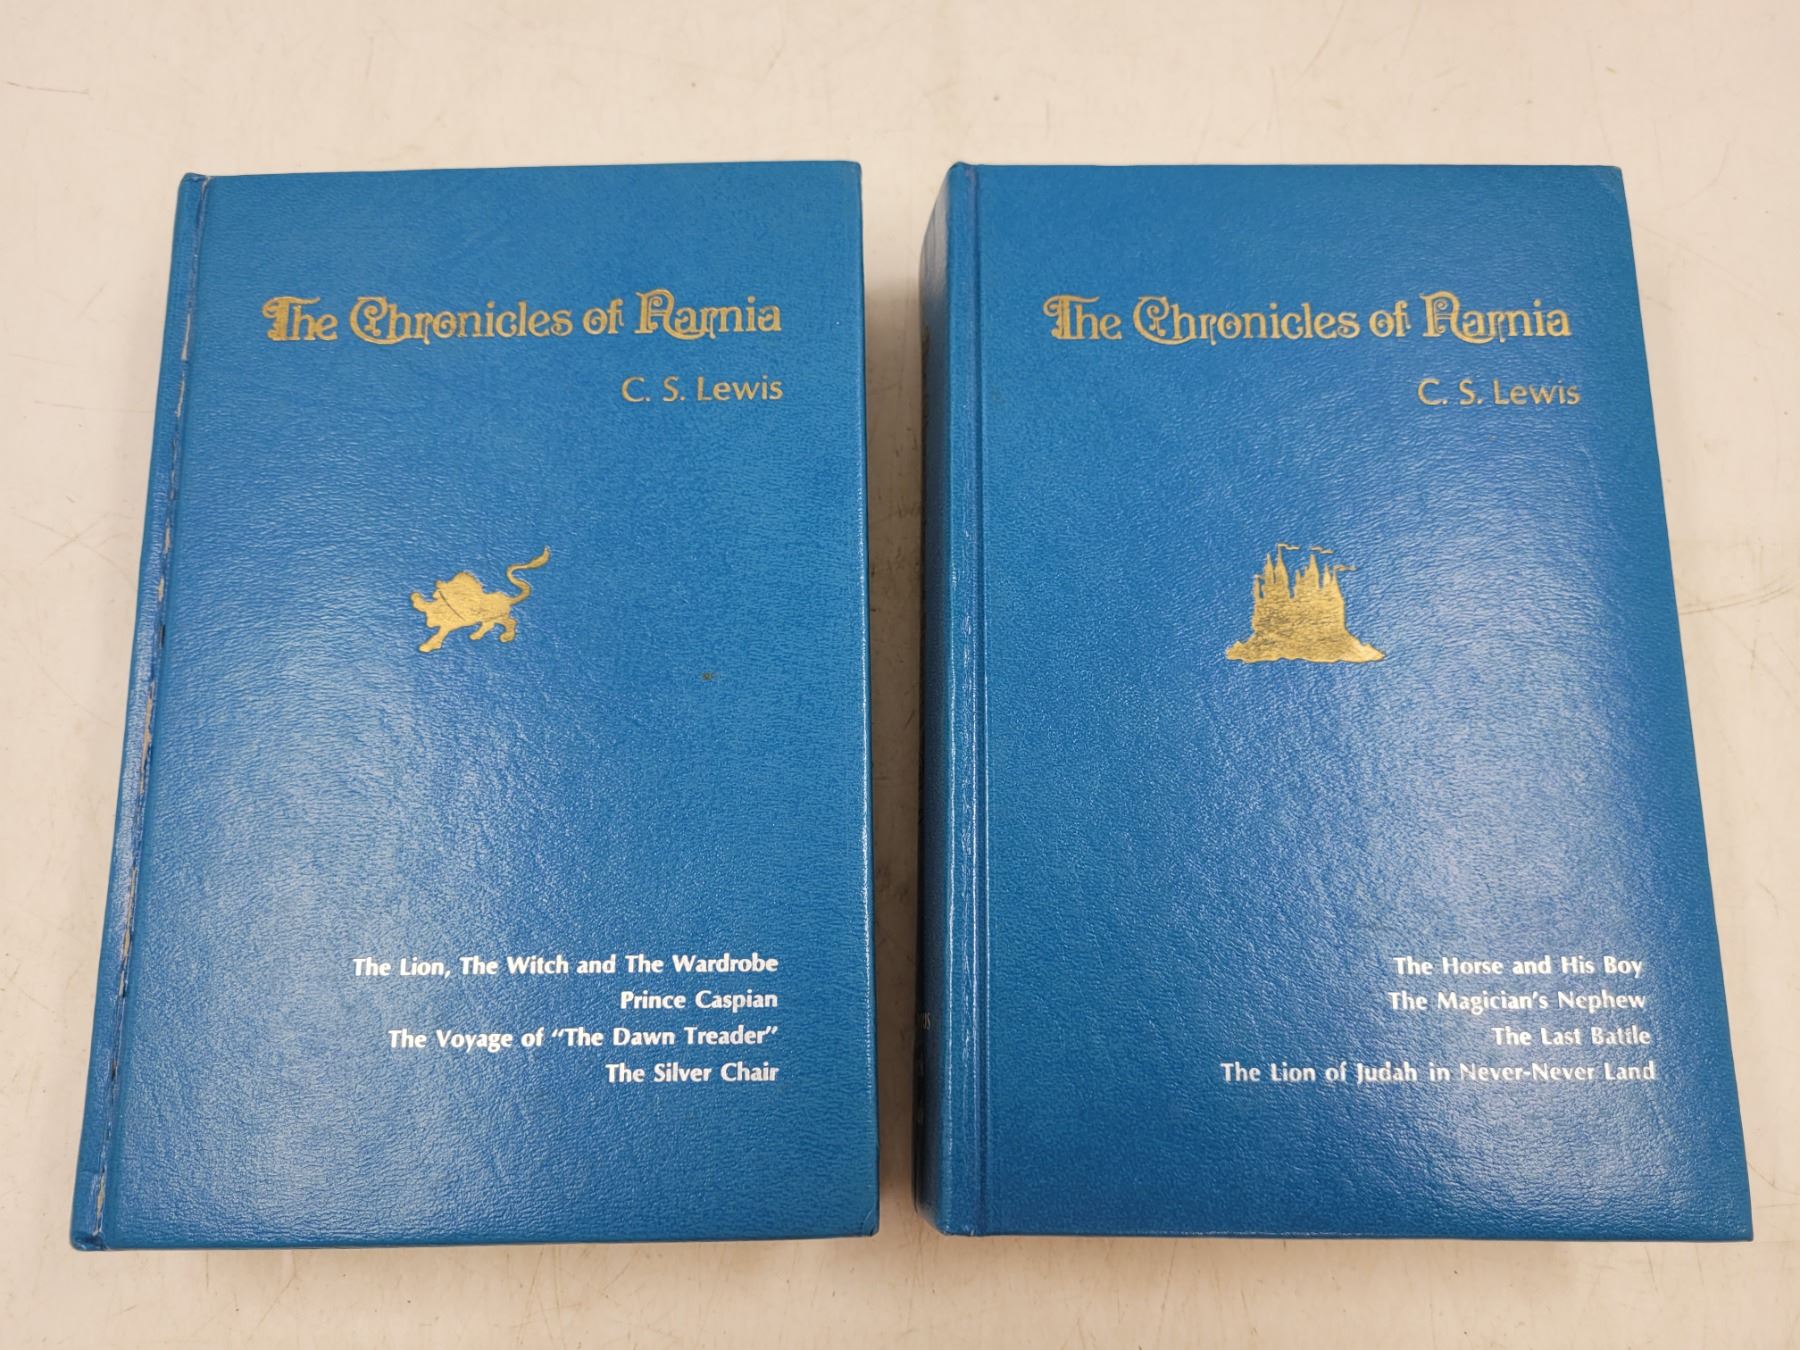 The Chronicles of Narnia
C. S. Lewis
The Lion, The Witch and The Wardrobe
Prince Caspian
The Voyage of "The Dawn Treader"
The Silver Chair
The Chronicles of Narnia
C. S. Lewis
The Horse and His Boy
The Magician's Nephew
The Last Battle
The Lion of Judah in Never-Never Land